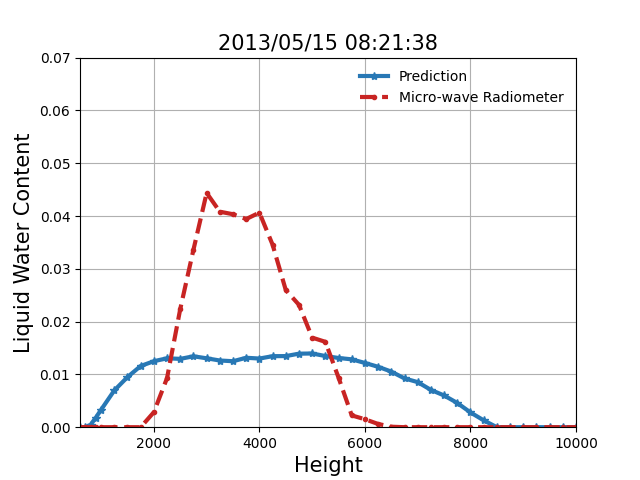 2013/05/15 08:21:38
0.07
0.06
0.05
0.04
0.03
0.02
0.01
0.00
Liquid Water Content
Prediction
Micro-wave Radiometer
2000 4000 6000 8000 10000
Height